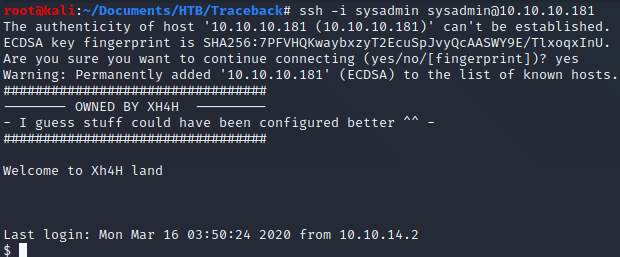 root@kali:~/Documents/HTB/Traceback# ssh -i sysadmin sysadmin@10.10.10.181
The authenticity of host '10.10.10.181 (10.10.10.181)' can't be established.
ECDSA key fingerprint is SHA256:7PFVHQKwaybxzyT2EcuSpJvyQcAASWY9E/TlxoqxInU.
Are you sure you want to continue connecting (yes/no/[fingerprint])? yes
Warning: Permanently added '10.10.10.181' (ECDSA) to the list of known hosts.
#################################
-------- OWNED BY XH4H  ---------
- I guess stuff could have been configured better ^^ -
#################################
Welcome to Xh4H land
Last login: Mon Mar 16 03:50:24 2020 from 10.10.14.2
$